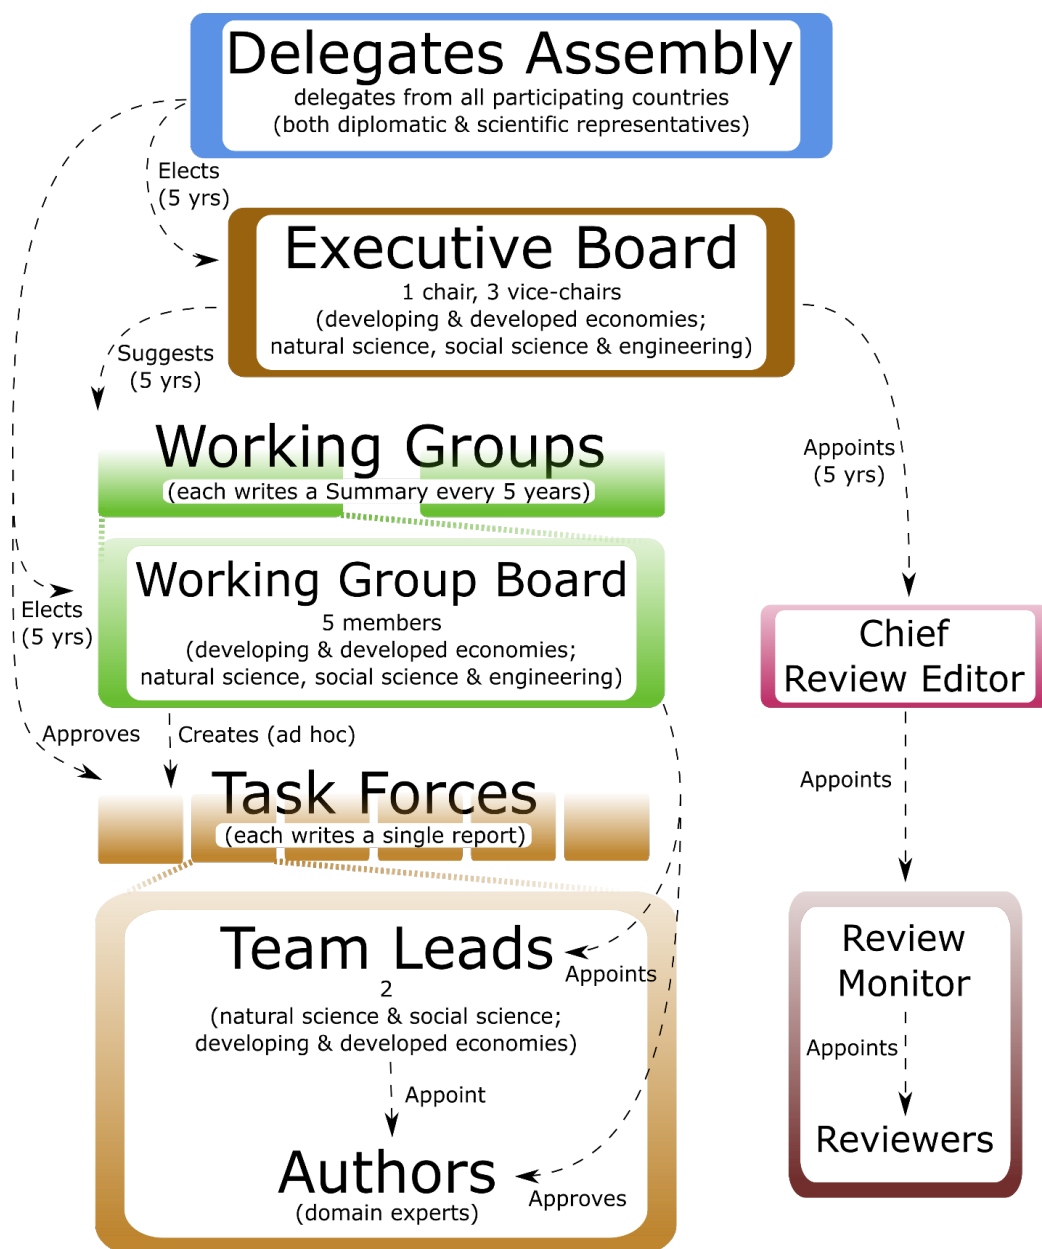 Delegates Assembly
delegates from all participating countries
(both diplomatic & scientific representatives)
Elects
(5 yrs)
Executive Board
1 chair, 3 vice-chairs
(developing & developed economies;
natural science, social science & engineering)
Suggests
(5 yrs)
Appoints
(5 yrs)
Working Groups
(each writes a Summary every 5 years)
Working Group Board
5 members
(developing & developed economies;
natural science, social science & engineering)
Elects
(5 yrs)
Chief
Review Editor
Approves
Creates (ad hoc)
Appoints
Task Forces
(each writes a single report)
Team Leads
Appoints
2
(natural science & social science;
developing & developed economies)
Appoint
Authors
(domain experts)
Approves
Review
Monitor
Appoints
Reviewers